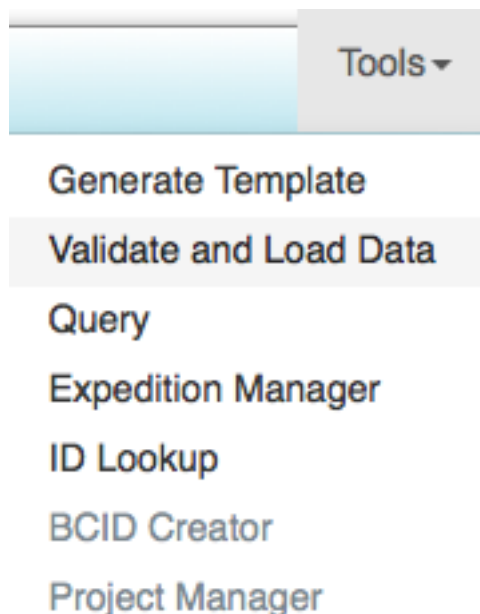 Tools
Generate Template
Validate and Load Data
Query
Expedition Manager
ID Lookup
BCID Creator
Project Manager